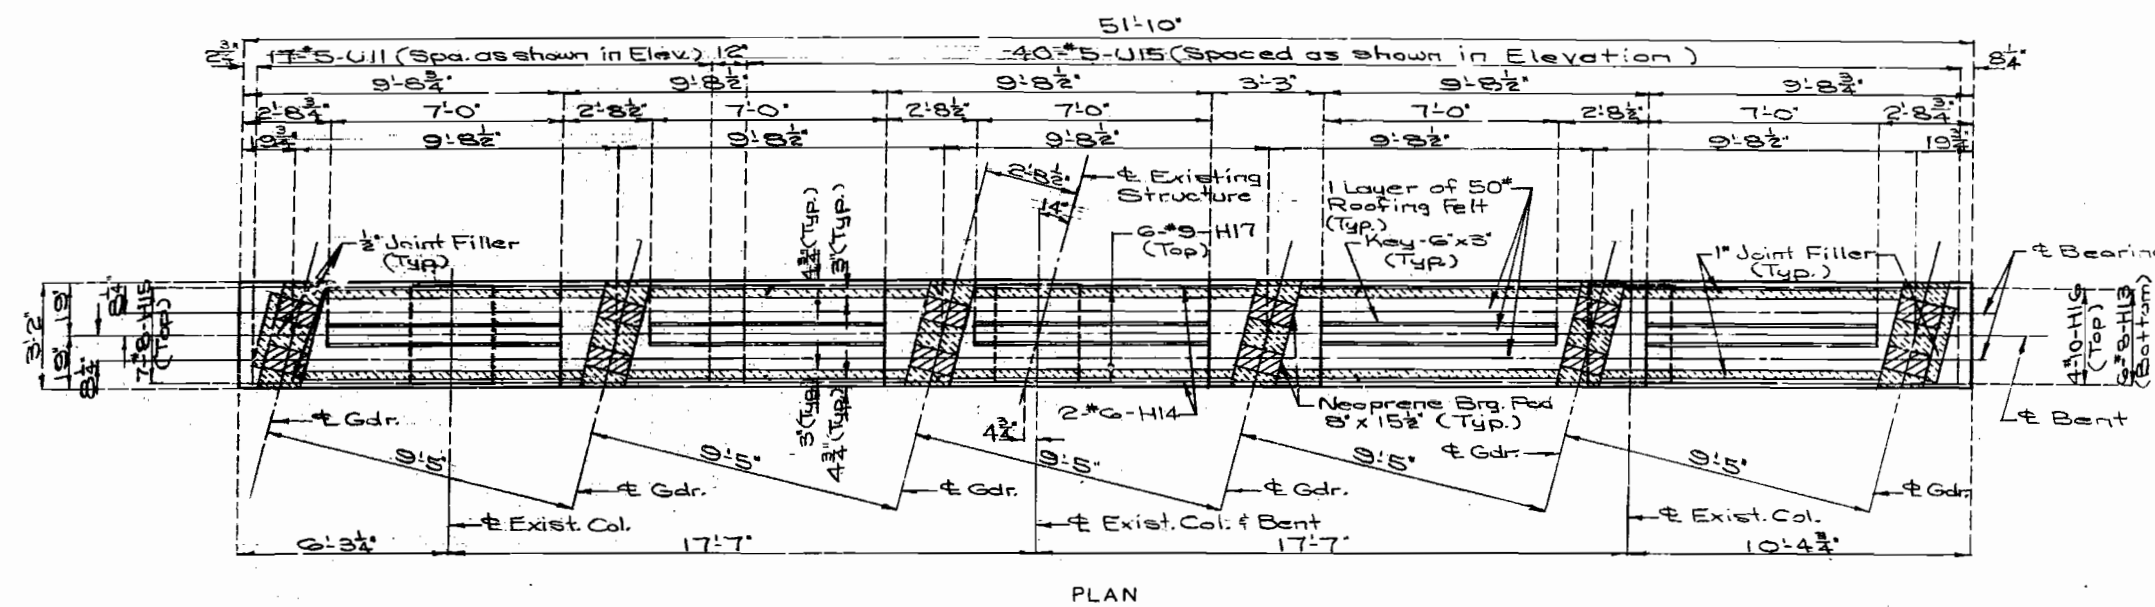 51'-10"
2 3/4" 17-#5-U11 (Spa. as shown in Elev.) 12" 40-#5-U15 (Spaced as shown in Elevation) 8 1/4"
9'-8 3/4" 9'-8 1/2" 9'-8 1/2" 3'-3" 9'-8 1/2" 9'-8 3/4"
2'-8 3/4" 7'-0" 2'-8 1/2" 7'-0" 2'-8 1/2" 7'-0" 7'-0" 2'-8 1/2" 7'-0" 2'-8 3/4"
19 3/4" 9'-8 1/2" 9'-8 1/2" 9'-8 1/2" 9'-8 1/2" 9'-8 1/2" 19 3/4"
2'-8 1/2"
14°
℄ Existing
Structure
1 Layer of 50#
Roofing Felt
(Typ.)
4 3/4" (Typ.)
3" (Typ.)
6-#9-H17
(Top)
Key-6"x3"
(Typ.)
1/2" Joint Filler
(Typ.)
1" Joint Filler
(Typ.)
℄ Bearing
3'-2"
19"
19"
8 1/4"
8 1/4"
7-#8-H15
(Top)
4-#10-H16
(Top)
6-#8-H13
(Bottom)
3" (Typ.)
4 3/4" (Typ.)
2-#6-H14
Neoprene Brg. Pad
8" x 15 1/2" (Typ.)
℄ Bent
℄ Gdr.
4 3/4"
9'-5" 9'-5" 9'-5" 9'-5" ℄ Gdr. 9'-5"
℄ Gdr. ℄ Gdr. ℄ Gdr. ℄ Gdr.
℄ Exist. Col. ℄ Exist. Col. & Bent ℄ Exist. Col.
6'-3 1/4" 17'-7" 17'-7" 10'-4 3/4"
PLAN